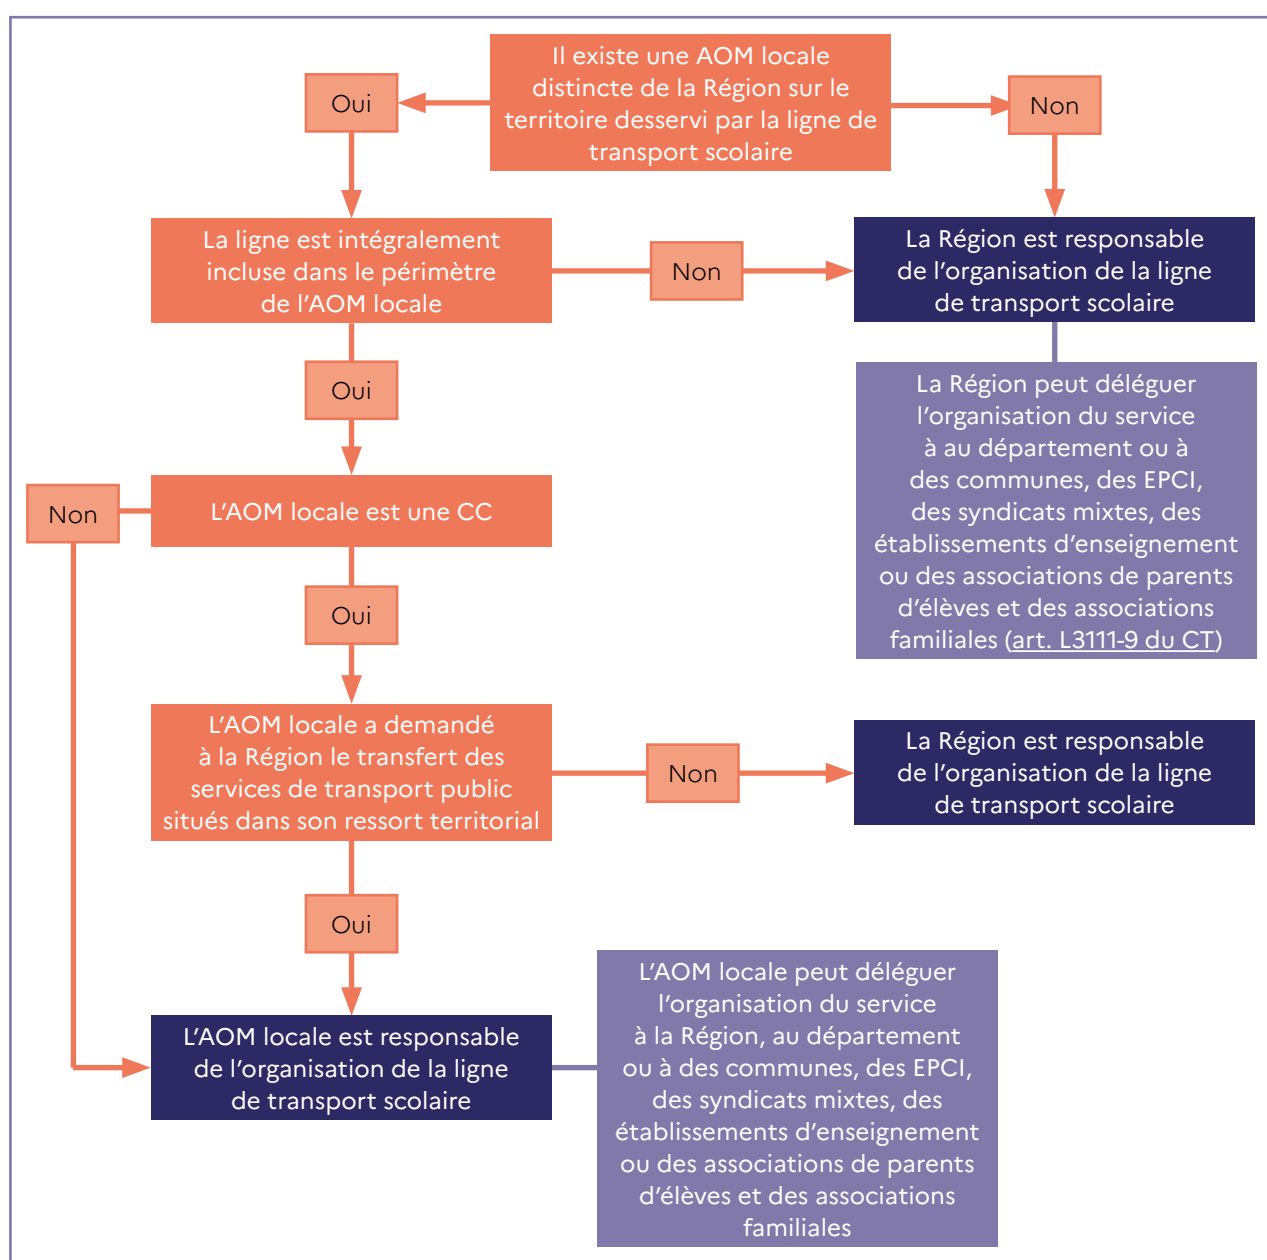 Il existe une AOM locale
distincte de la Région sur le
territoire desservi par la ligne de
transport scolaire
Oui
Non
La ligne est intégralement
incluse dans le périmètre
de l’AOM locale
Non
La Région est responsable
de l’organisation de la ligne
de transport scolaire
Oui
La Région peut déléguer
l’organisation du service
à au département ou à
des communes, des EPCI,
des syndicats mixtes, des
établissements d’enseignement
ou des associations de parents
d’élèves et des associations
familiales (art. L3111-9 du CT)
Non
L’AOM locale est une CC
Oui
L’AOM locale a demandé
à la Région le transfert des
services de transport public
situés dans son ressort territorial
Non
La Région est responsable
de l’organisation de la ligne
de transport scolaire
Oui
L’AOM locale est responsable
de l’organisation de la ligne
de transport scolaire
L’AOM locale peut déléguer
l’organisation du service
à la Région, au département
ou à des communes, des EPCI,
des syndicats mixtes, des
établissements d’enseignement
ou des associations de parents
d’élèves et des associations
familiales